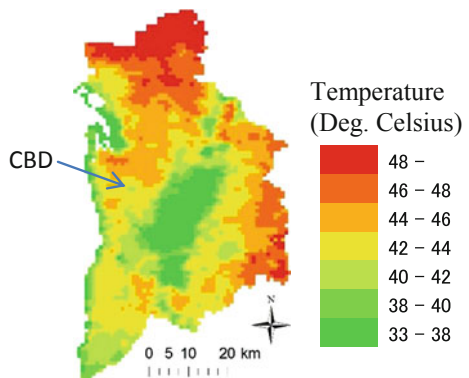 Temperature
(Deg. Celsius)
CBD
48 –
46 – 48
44 – 46
42 – 44
40 – 42
38 – 40
33 – 38
N
0 5 10 20 km